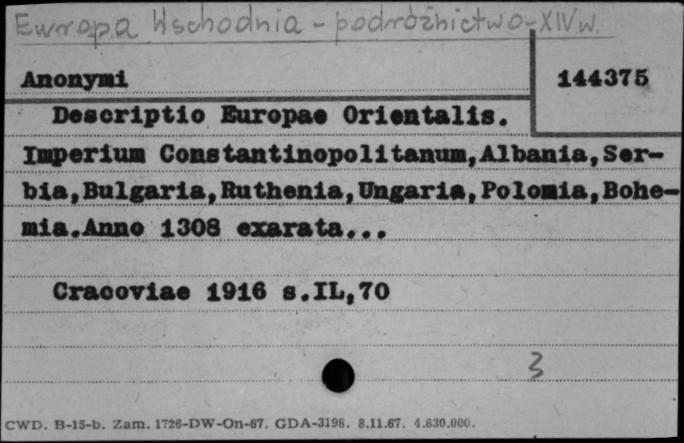 Europa Wschodnia - podróżnictwo - XIV w.
Anonymi
144375
Descriptio Europae Orientalis.
Imperium Constantinopolitanum,Albania,Ser-
bia,Bulgaria,Ruthenia,Ungaria,Polonia,Bohe-
mia.Anno 1308 exarata...
Cracoviae 1916 s.IL,70
3
CWD. B-15-b. Zam. 1726-DW-On-67. GDA-3198. 8.11.67. 4.630.000.